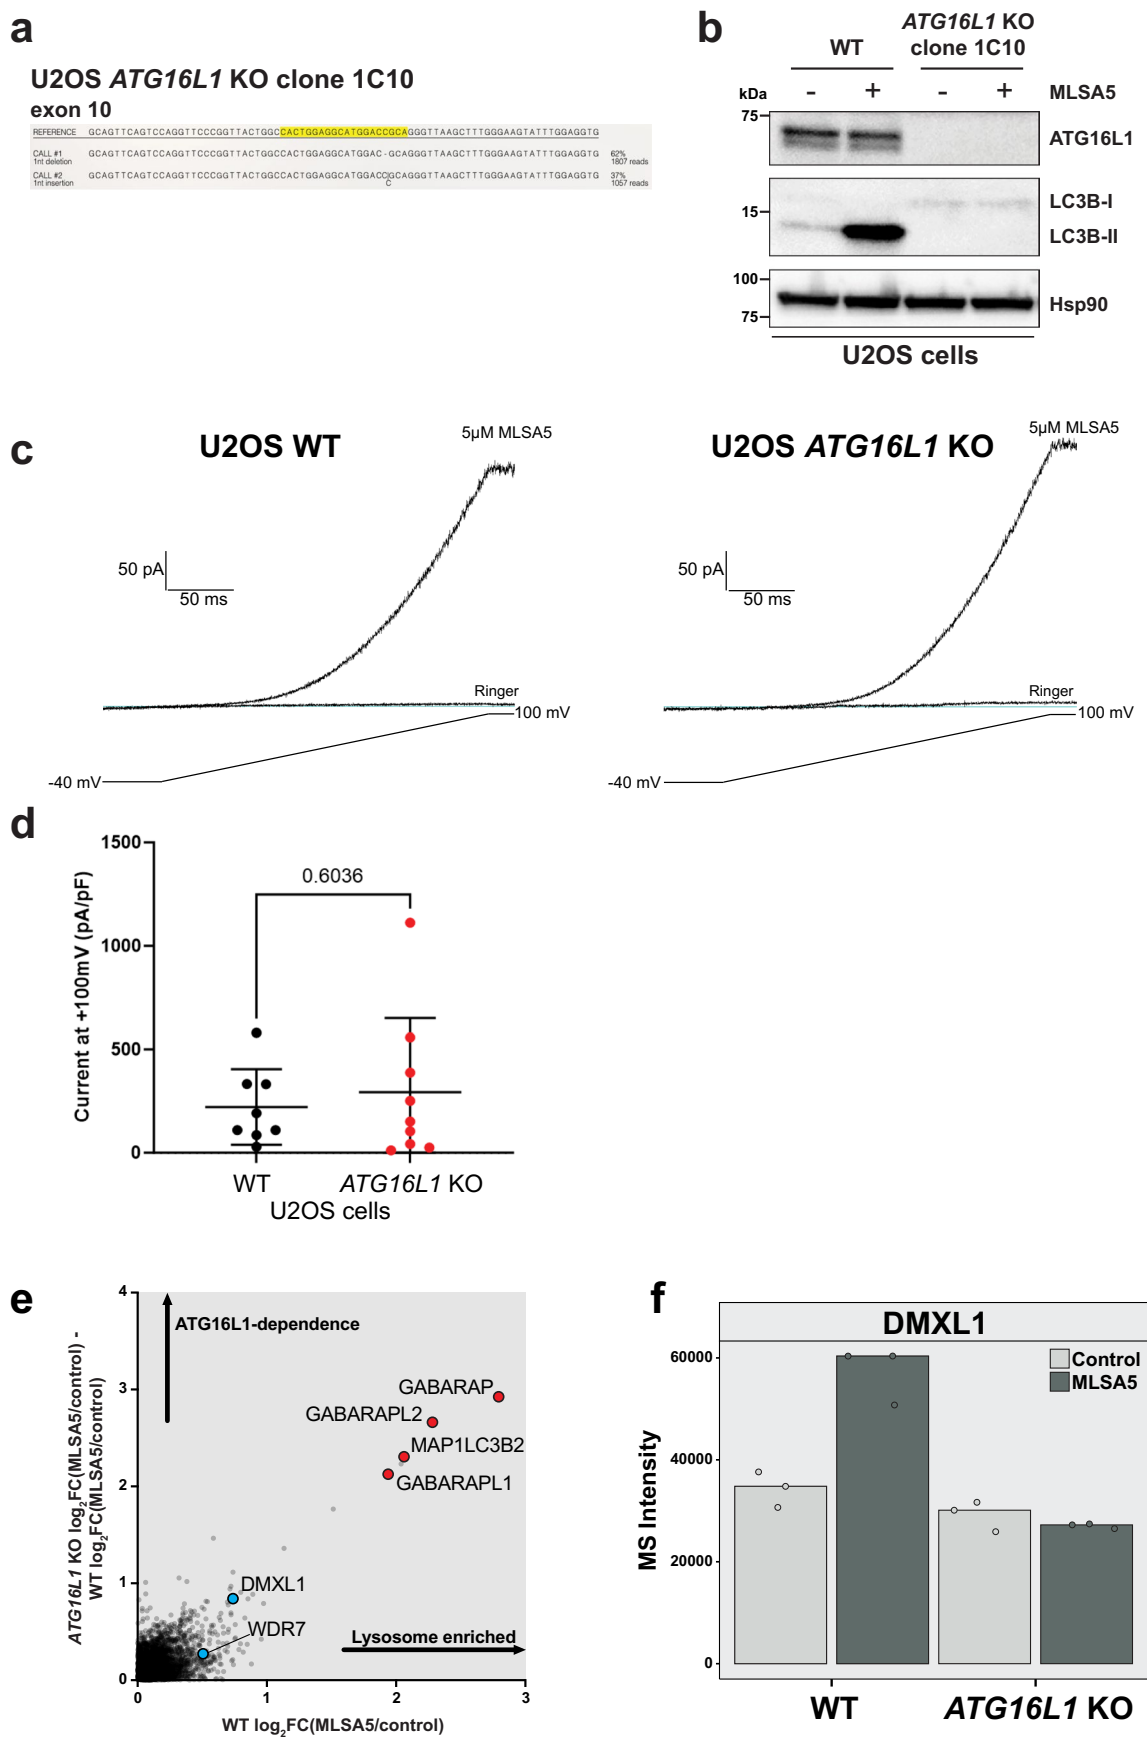 a
U2OS ATG16L1 KO clone 1C10
exon 10
REFERENCE GCAGTTCAGTCCAGGTTCCCGGTTACTGGCCACTGGAGGCATGGACCGCAGGGTTAAGCTTTGGGAAGTATTTGGAGGTG
CALL #1 GCAGTTCAGTCCAGGTTCCCGGTTACTGGCCACTGGAGGCATGGAC-GCAGGGTTAAGCTTTGGGAAGTATTTGGAGGTG 62%
1nt deletion 1807 reads
CALL #2 GCAGTTCAGTCCAGGTTCCCGGTTACTGGCCACTGGAGGCATGGACCGCAGGGTTAAGCTTTGGGAAGTATTTGGAGGTG 37%
1nt insertion C 1057 reads
b
WT
ATG16L1 KO
clone 1C10
kDa - + - + MLSA5
75
ATG16L1
15
LC3B-I
LC3B-II
100
75
Hsp90
U2OS cells
c
U2OS WT
5µM MLSA5
50 pA
50 ms
Ringer
100 mV
-40 mV
U2OS ATG16L1 KO
5µM MLSA5
50 pA
50 ms
Ringer
100 mV
-40 mV
d
Current at +100mV (pA/pF)
1500
1000
500
0
0.6036
WT ATG16L1 KO
U2OS cells
e
ATG16L1 KO log2FC(MLSA5/control) -
WT log2FC(MLSA5/control)
4
3
2
1
0
ATG16L1-dependence
GABARAP
GABARAPL2
MAP1LC3B2
GABARAPL1
DMXL1
WDR7
Lysosome enriched
0 1 2 3
WT log2FC(MLSA5/control)
f
DMXL1
Control
MLSA5
MS Intensity
60000
40000
20000
0
WT ATG16L1 KO